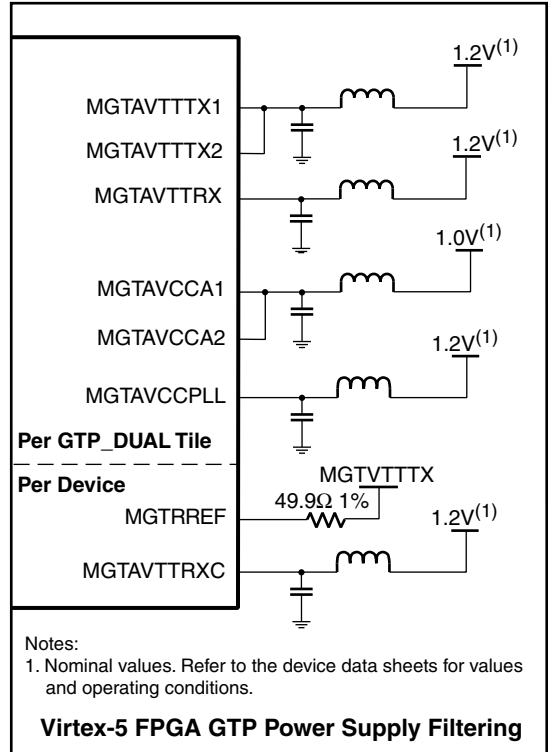 1.2V(1)
MGTAVTTTX1
MGTAVTTTX2
1.2V(1)
MGTAVTTRX
1.0V(1)
MGTAVCCA1
MGTAVCCA2
1.2V(1)
MGTAVCCPLL
Per GTP_DUAL Tile
Per Device
MGTVTTTX
49.9Ω 1%
MGTRREF
1.2V(1)
MGTAVTTRXC
Notes:
1. Nominal values. Refer to the device data sheets for values
and operating conditions.
Virtex-5 FPGA GTP Power Supply Filtering